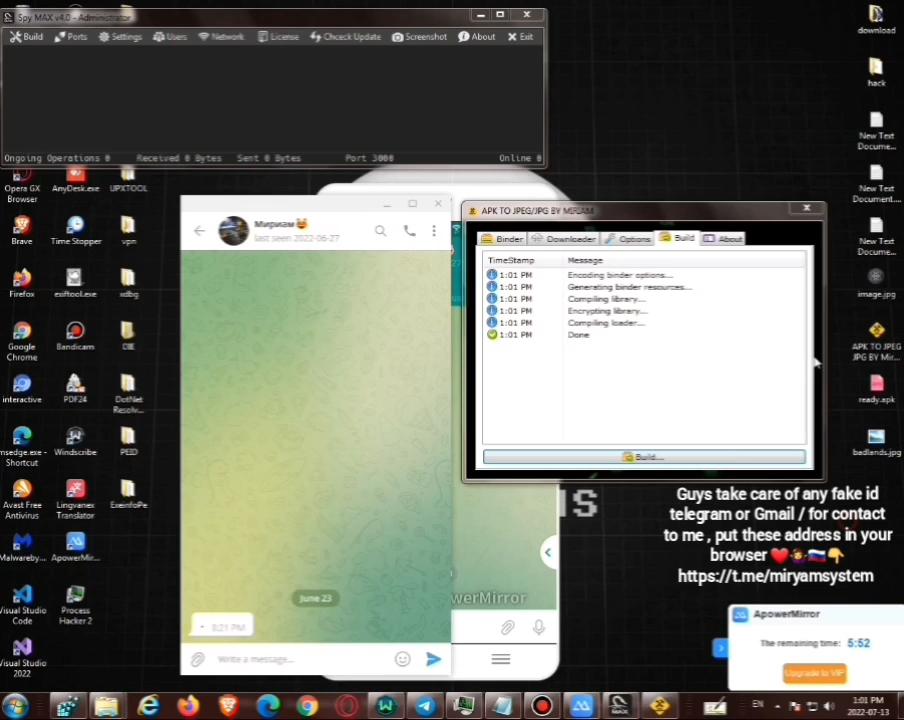 Spy MAX v4.0 - Administrator
Build Ports Settings Users Network License Chceck Update Screenshot About Exit
Ongoing Operations 0 Received 0 Bytes Sent 0 Bytes Port 3000 Online 0
download
hack
New Text
Docume...
New Text
Document....
New Text
Docume...
image.jpg
APK TO JPEG
JPG BY Mir...
ready.apk
badlands.jpg
Opera GX
Browser
AnyDesk.exe
UPXTOOL
Brave
Time Stopper
vpn
Firefox
exiftool.exe
xdbg
Google
Chrome
Bandicam
interactive
PDF24
DotNet
Resolv...
msedge.exe -
Shortcut
Windscribe
PEID
Avast Free
Antivirus
Lingvanex
Translator
ExeinfoPe
Malwareby...
ApowerMir...
Visual Studio
Code
Process
Hacker 2
Visual Studio
2022
Мириам
last seen 2022-06-27
June 23
8:21 PM
Write a message...
werMirror
APK TO JPEG/JPG BY MIRIAM
Binder Downloader Options Build About
TimeStamp Message
1:01 PM Encoding binder options...
1:01 PM Generating binder resources...
1:01 PM Compiling library....
1:01 PM Encrypting library....
1:01 PM Compiling loader....
1:01 PM Done
Build....
Guys take care of any fake id
telegram or Gmail / for contact
to me , put these address in your
browser ❤️🤷‍♀️🇷🇺👇
https://t.me/miryamsystem
ApowerMirror
The remaining time: 5:52
Upgrade to VIP
EN
1:01 PM
2022-07-13